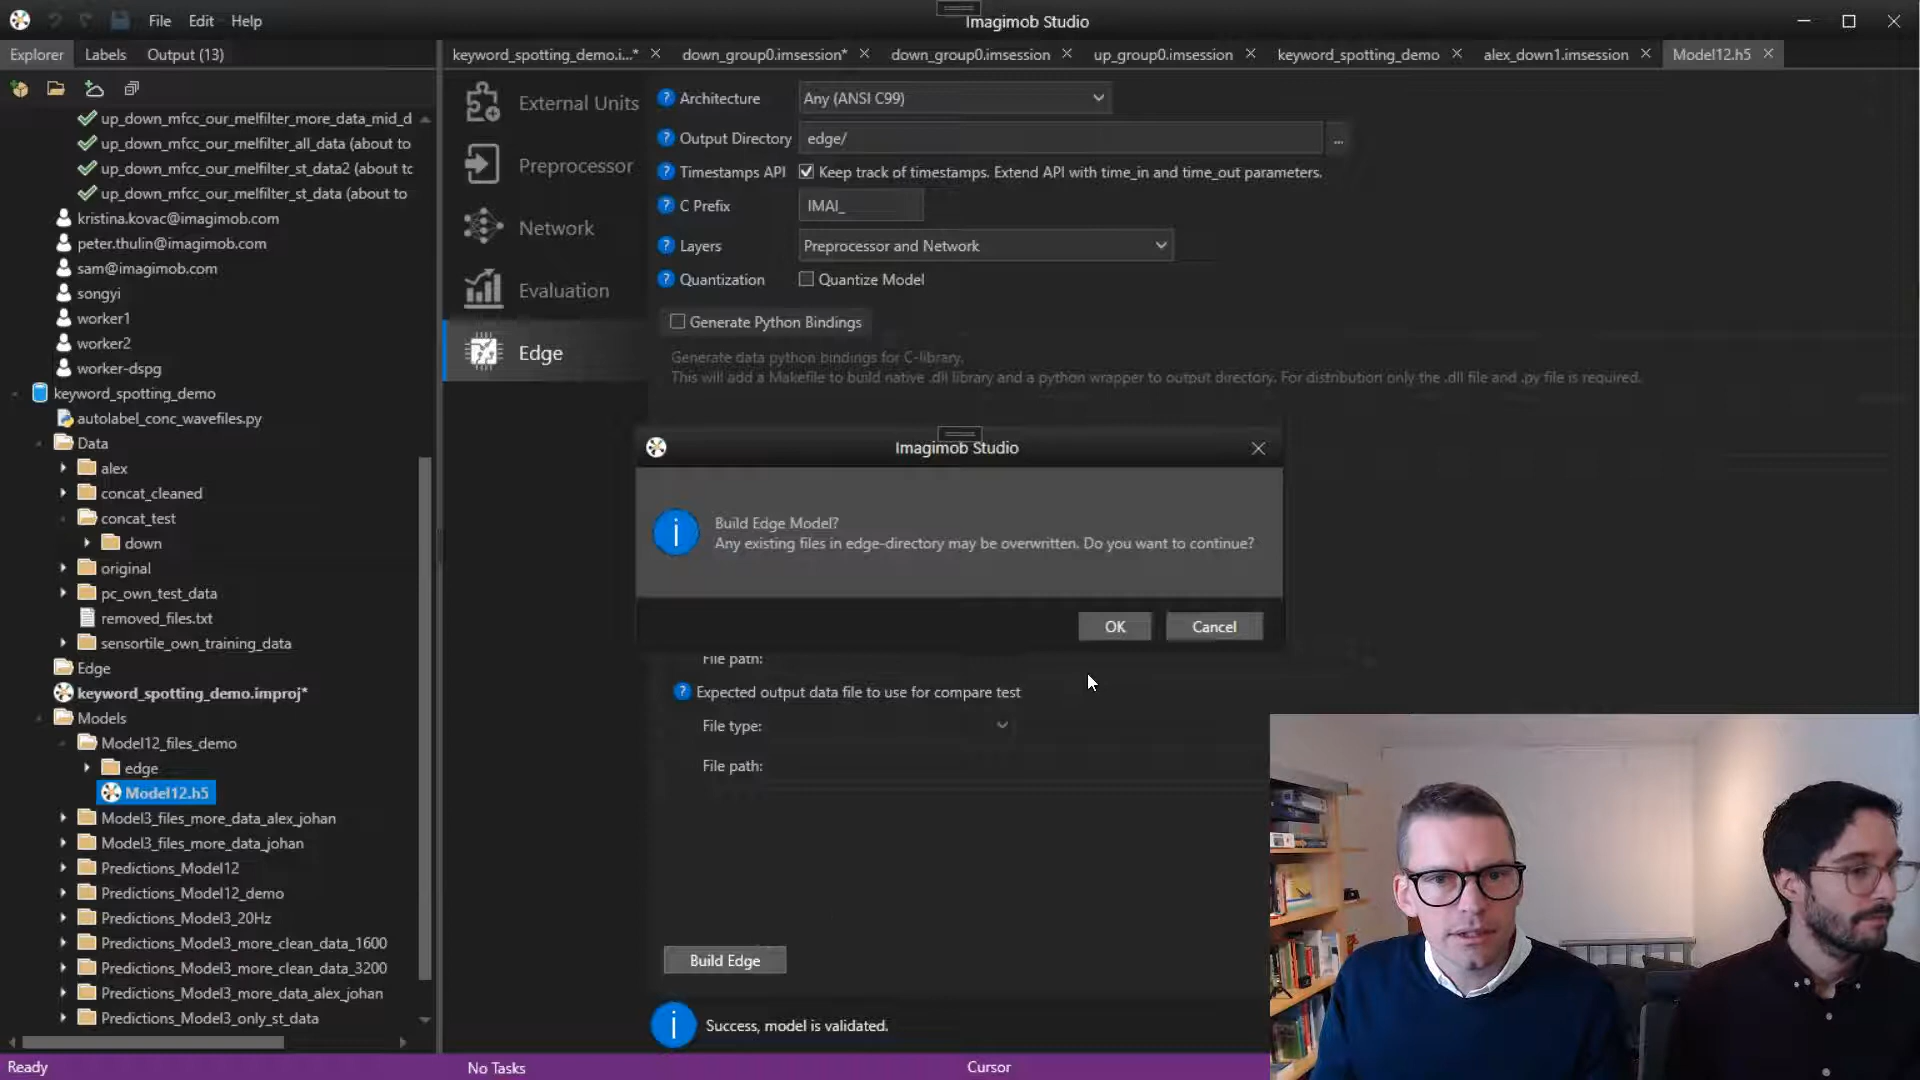 File Edit Help
Imagimob Studio
Explorer Labels Output (13)
keyword_spotting_demo.i...* down_group0.imsession* down_group0.imsession up_group0.imsession keyword_spotting_demo alex_down1.imsession Model12.h5
up_down_mfcc_our_melfilter_more_data_mid_d
up_down_mfcc_our_melfilter_all_data (about to
up_down_mfcc_our_melfilter_st_data2 (about tc
up_down_mfcc_our_melfilter_st_data (about to
kristina.kovac@imagimob.com
peter.thulin@imagimob.com
sam@imagimob.com
songyi
worker1
worker2
worker-dspg
keyword_spotting_demo
autolabel_conc_wavefiles.py
Data
alex
concat_cleaned
concat_test
down
original
pc_own_test_data
removed_files.txt
sensortile_own_training_data
Edge
keyword_spotting_demo.improj*
Models
Model12_files_demo
edge
Model12.h5
Model3_files_more_data_alex_johan
Model3_files_more_data_johan
Predictions_Model12
Predictions_Model12_demo
Predictions_Model3_20Hz
Predictions_Model3_more_clean_data_1600
Predictions_Model3_more_clean_data_3200
Predictions_Model3_more_data_alex_johan
Predictions_Model3_only_st_data
External Units
Preprocessor
Network
Evaluation
Edge
Architecture Any (ANSI C99)
Output Directory edge/ ...
Timestamps API Keep track of timestamps. Extend API with time_in and time_out parameters.
C Prefix IMAI_
Layers Preprocessor and Network
Quantization Quantize Model
Generate Python Bindings
Generate data python bindings for C-library.
This will add a Makefile to build native .dll library and a python wrapper to output directory. For distribution only the .dll file and .py file is required.
Imagimob Studio
Build Edge Model?
Any existing files in edge-directory may be overwritten. Do you want to continue?
OK Cancel
File path:
Expected output data file to use for compare test
File type:
File path:
Build Edge
Success, model is validated.
Ready No Tasks Cursor